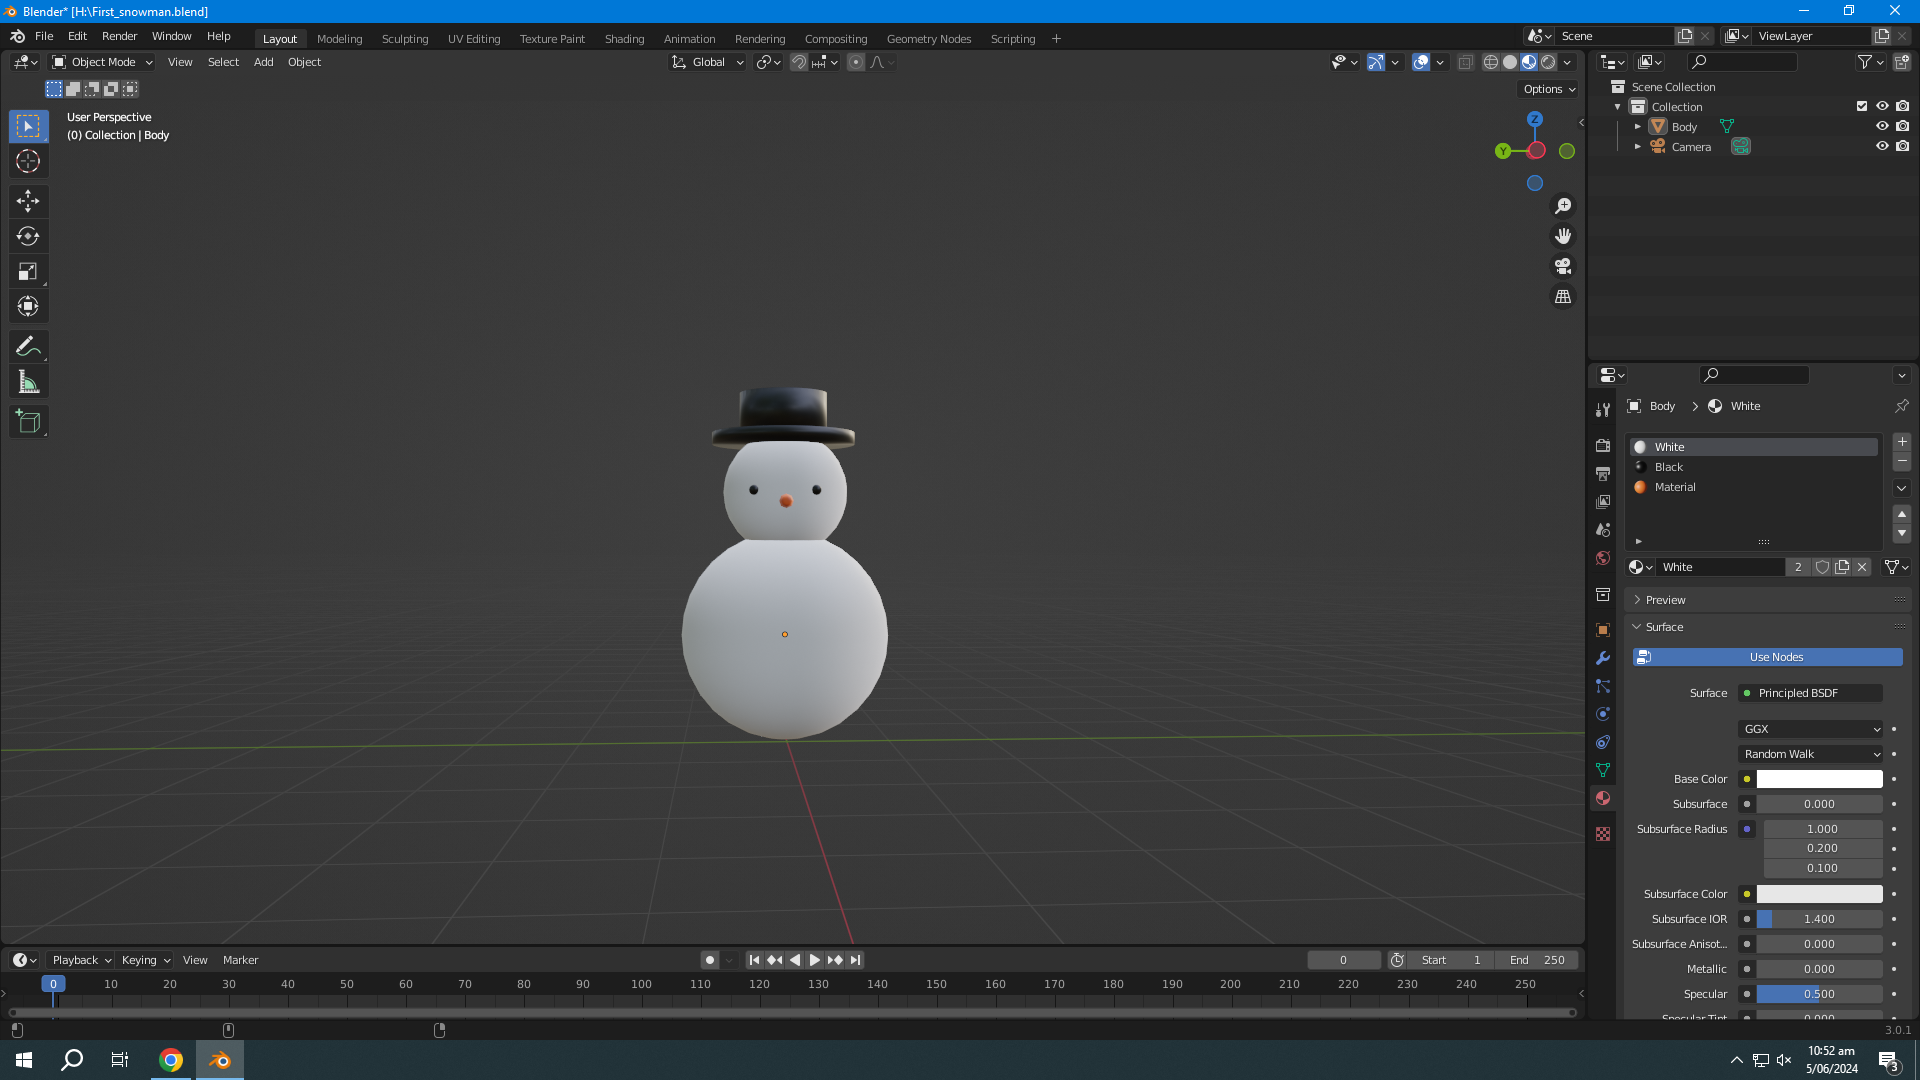 Blender* [H:\First_snowman.blend]
File Edit Render Window Help Layout Modeling Sculpting UV Editing Texture Paint Shading Animation Rendering Compositing Geometry Nodes Scripting + Scene ViewLayer
Object Mode View Select Add Object Global
Options
User Perspective
(0) Collection | Body
Z
Y
Scene Collection
Collection
Body
Camera
Body > White
White
Black
Material
White 2
Preview
Surface
Use Nodes
Surface Principled BSDF
GGX
Random Walk
Base Color
Subsurface 0.000
Subsurface Radius 1.000
0.200
0.100
Subsurface Color
Subsurface IOR 1.400
Subsurface Anisot... 0.000
Metallic 0.000
Specular 0.500
Specular Tint 0.000
Playback Keying View Marker 0 Start 1 End 250
0 10 20 30 40 50 60 70 80 90 100 110 120 130 140 150 160 170 180 190 200 210 220 230 240 250
3.0.1
10:52 am
5/06/2024
3